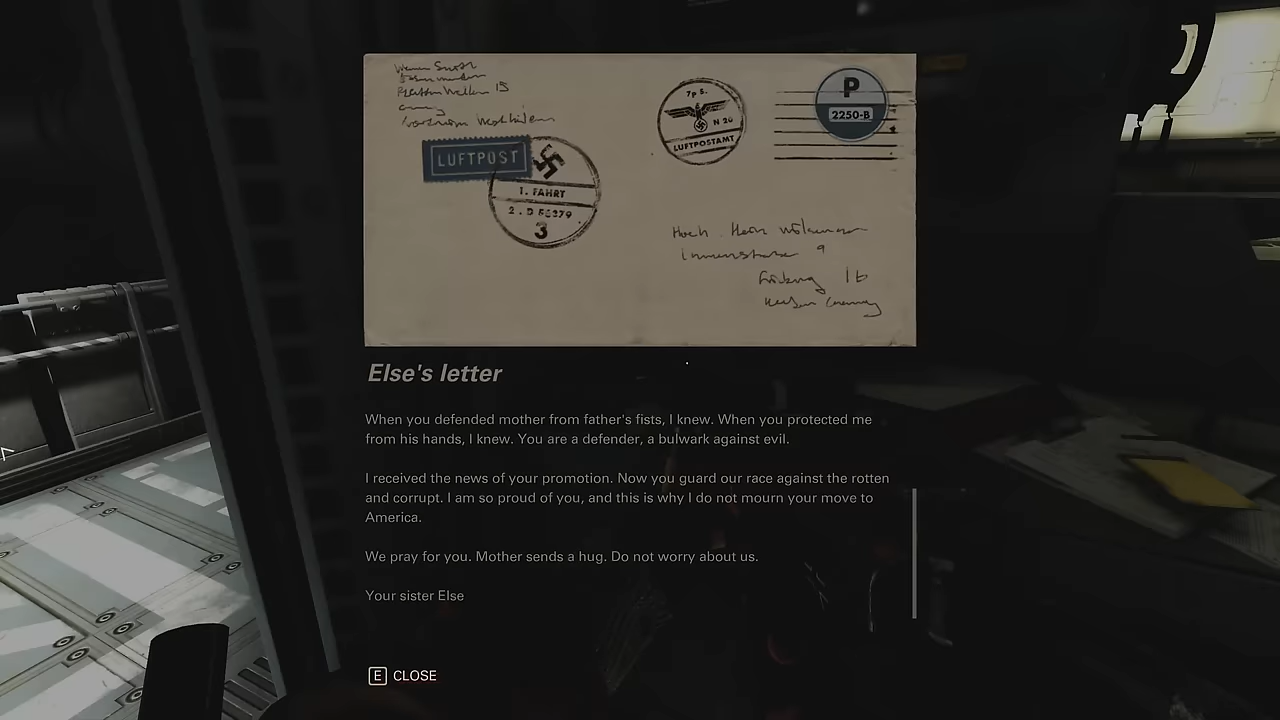 15
LUFTPOST
1. FAHRT
3
N 20
LUFTPOSTAMT
P
2250-B
9
Else's letter
When you defended mother from father's fists, I knew. When you protected me
from his hands, I knew. You are a defender, a bulwark against evil.
I received the news of your promotion. Now you guard our race against the rotten
and corrupt. I am so proud of you, and this is why I do not mourn your move to
America.
We pray for you. Mother sends a hug. Do not worry about us.
Your sister Else
E CLOSE